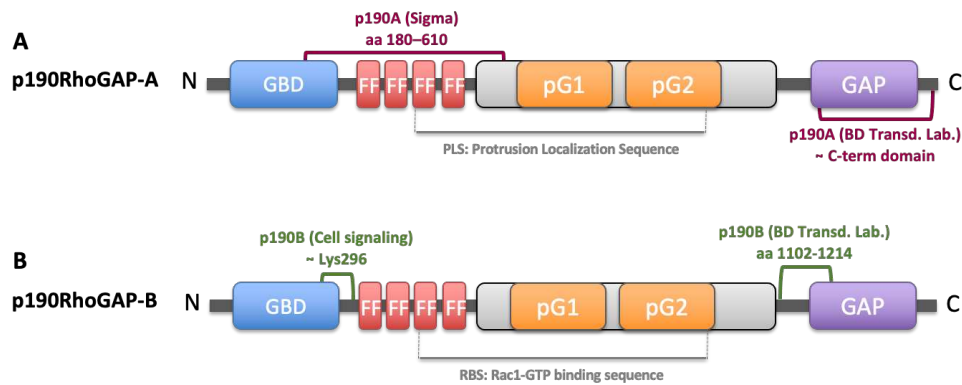 A
p190RhoGAP-A
p190A (Sigma)
aa 180–610
N
GBD
FF FF FF FF
pG1
pG2
GAP
C
PLS: Protrusion Localization Sequence
p190A (BD Transd. Lab.)
~ C-term domain
B
p190RhoGAP-B
p190B (Cell signaling)
~ Lys296
p190B (BD Transd. Lab.)
aa 1102-1214
N
GBD
FF FF FF FF
pG1
pG2
GAP
C
RBS: Rac1-GTP binding sequence